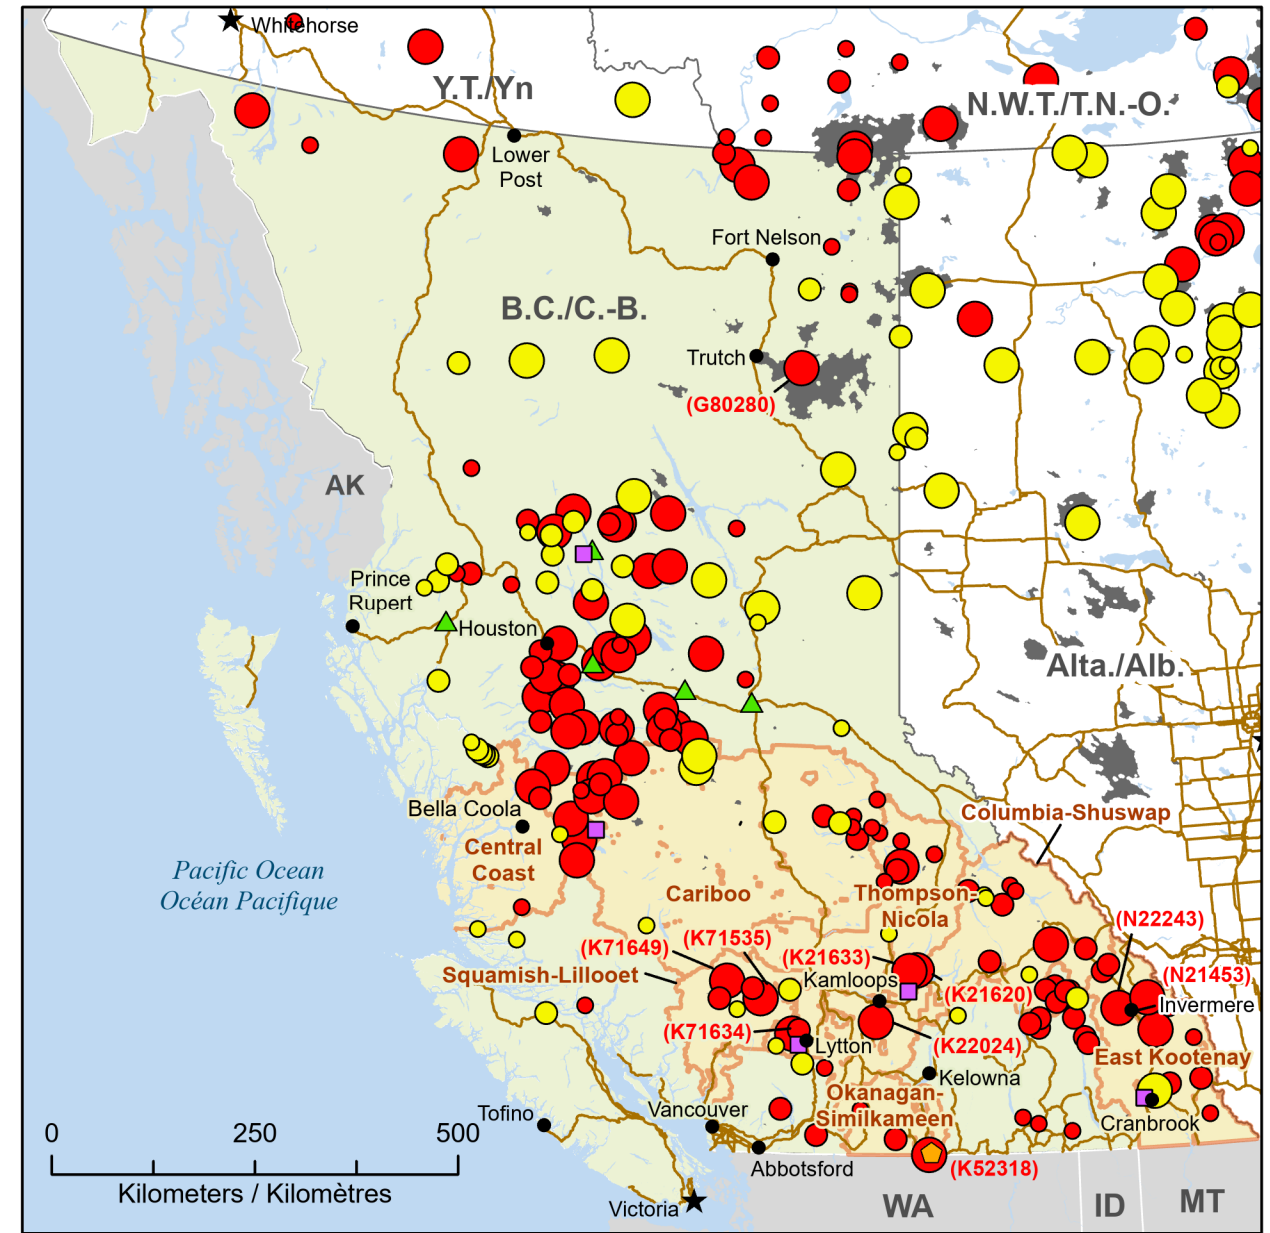 Whitehorse
Y.T./Yn
N.W.T./T.N.-O.
Lower
Post
Fort Nelson
B.C./C.-B.
Trutch
(G80280)
AK
Prince
Rupert
Houston
Alta./Alb.
Bella Coola
Columbia-Shuswap
Central
Coast
Pacific Ocean
Océan Pacifique
Cariboo
Thompson-
Nicola
(N22243)
(K71649)
(K71535)
(K21633)
Squamish-Lillooet
Kamloops
(N21453)
(K21620)
Invermere
(K71634)
Lytton
(K22024)
East Kootenay
Kelowna
Okanagan-
Similkameen
Tofino
Vancouver
Cranbrook
0 250 500
Kilometers / Kilomètres
Abbotsford
(K52318)
Victoria
WA
ID
MT